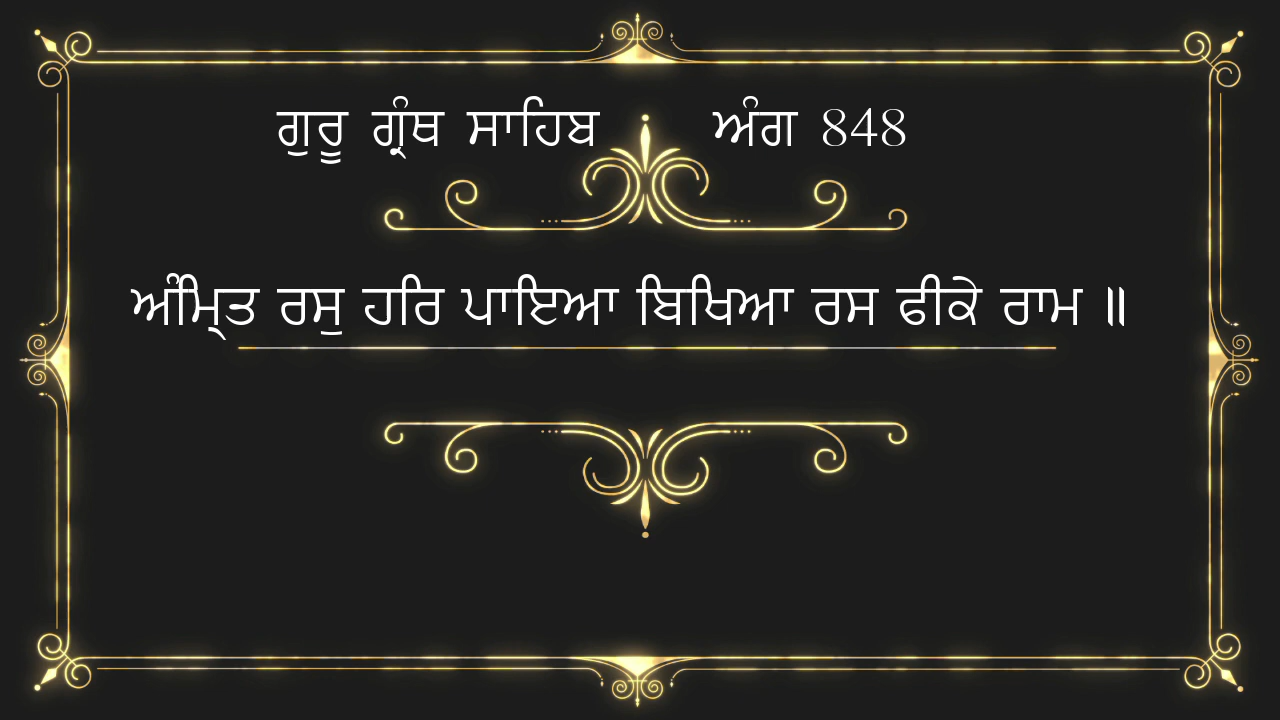 ਗੁਰੂ ਗ੍ਰੰਥ ਸਾਹਿਬ ਅੰਗ 848
ਅੰਮ੍ਰਿਤ ਰਸੁ ਹਰਿ ਪਾਇਆ ਬਿਖਿਆ ਰਸ ਫੀਕੇ ਰਾਮ ॥